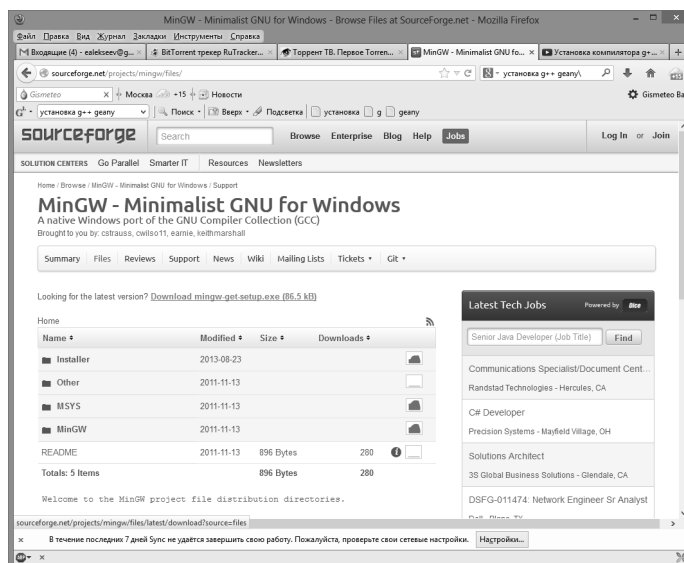 MinGW - Minimalist GNU for Windows - Browse Files at SourceForge.net - Mozilla Firefox
Файл Правка Вид Журнал Закладки Инструменты Справка
Входящие (4) - ealekseev@g... × BitTorrent трекер RuTracker... × Торрент ТВ. Первое Torren... × MinGW - Minimalist GNU fo... × Установка компилятора g+... × +
sourceforge.net/projects/mingw/files/ установка g++ geany\
Gismeteo Москва +15 Новости Gismeteo Ba
установка g++ geany Поиск Вверх Подсветка установка g geany
sourceforge Search Browse Enterprise Blog Help Jobs Log In or Join
SOLUTION CENTERS Go Parallel Smarter IT Resources Newsletters
Home / Browse / MinGW - Minimalist GNU for Windows / Support
MinGW - Minimalist GNU for Windows
A native Windows port of the GNU Compiler Collection (GCC)
Brought to you by: cstrauss, cwilso11, earnie, keithmarshall
Summary Files Reviews Support News Wiki Mailing Lists Tickets Git
Looking for the latest version? Download mingw-get-setup.exe (86.5 kB)
Home
Name Modified Size Downloads
Installer 2013-08-23
Other 2011-11-13
MSYS 2011-11-13
MinGW 2011-11-13
README 2011-11-13 896 Bytes 280
Totals: 5 Items 896 Bytes 280
Welcome to the MinGW project file distribution directories.
Latest Tech Jobs Powered by Dice
Senior Java Developer (Job Title) Find
Communications Specialist/Document Cent...
Randstad Technologies - Hercules, CA
C# Developer
Precision Systems - Mayfield Village, OH
Solutions Architect
3S Global Business Solutions - Glendale, CA
DSFG-011474: Network Engineer Sr Analyst
sourceforge.net/projects/mingw/files/latest/download?source=files
× В течение последних 7 дней Sync не удаётся завершить свою работу. Пожалуйста, проверьте свои сетевые настройки. Настройки...